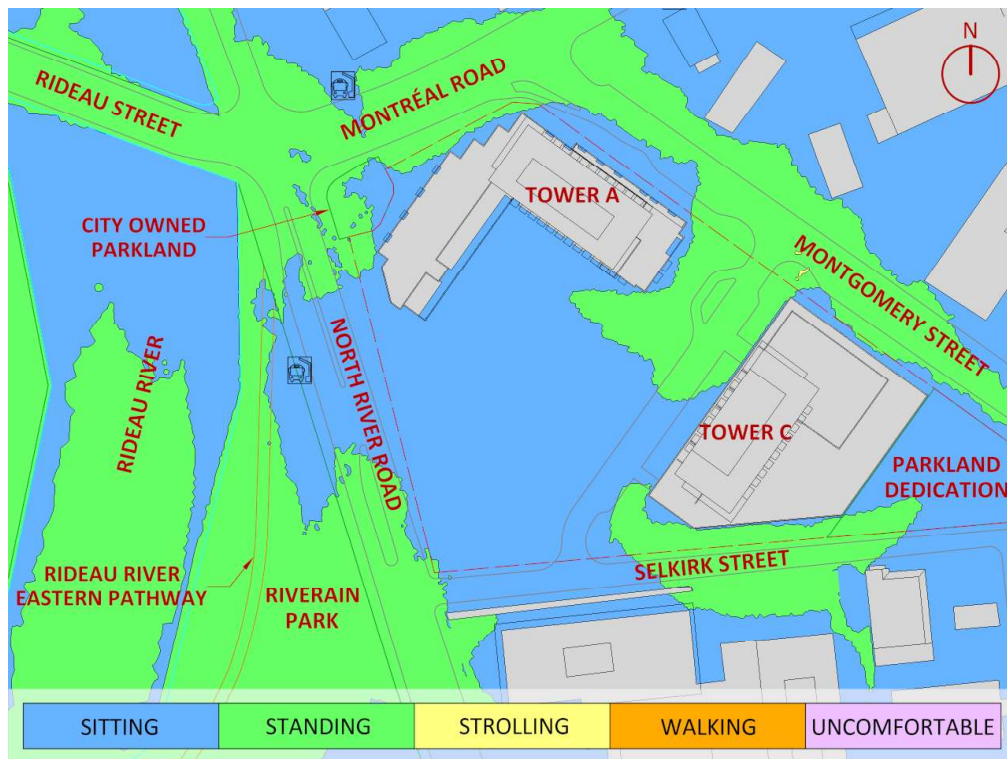 N
RIDEAU STREET
MONTRÉAL ROAD
TOWER A
CITY OWNED
PARKLAND
MONTGOMERY STREET
RIDEAU RIVER
NORTH RIVER ROAD
TOWER C
PARKLAND
DEDICATION
SELKIRK STREET
RIDEAU RIVER
EASTERN PATHWAY
RIVERAIN
PARK
SITTING
STANDING
STROLLING
WALKING
UNCOMFORTABLE